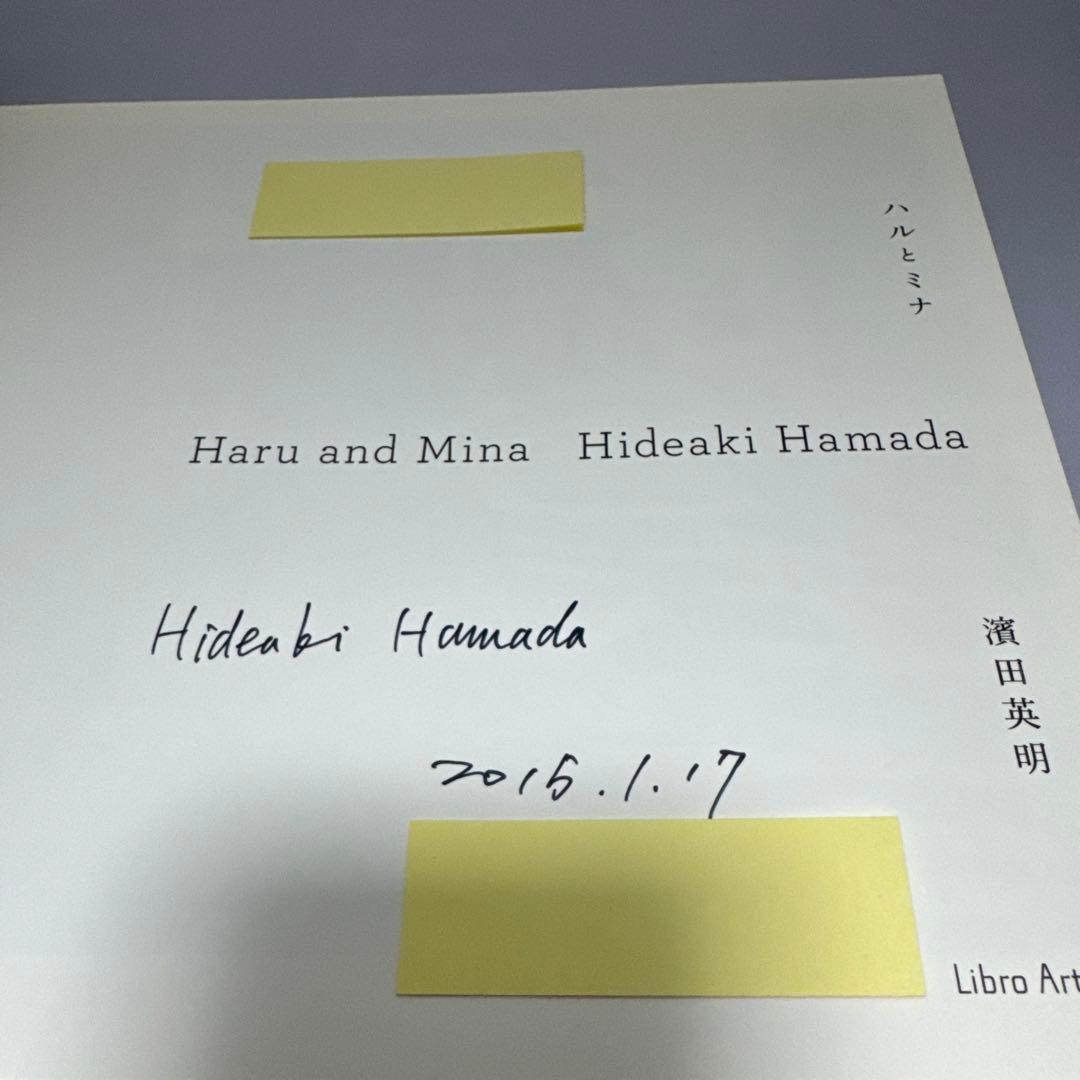 ハルとミナ
Haru and Mina Hideaki Hamada
Hideaki Hamada
2015.1.17
濱田英明
Libro Art